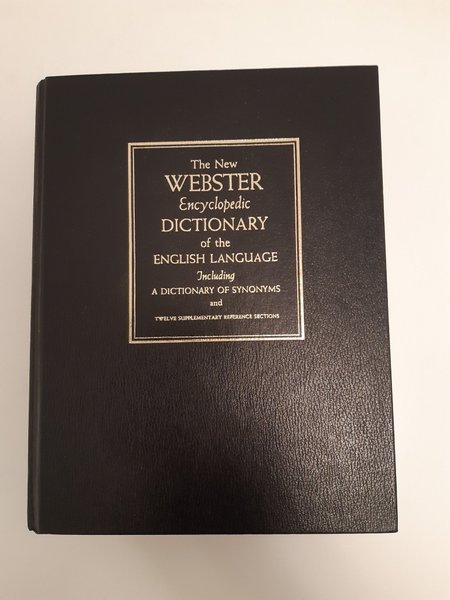 The New
WEBSTER
Encyclopedic
DICTIONARY
of the
ENGLISH LANGUAGE
Including
A DICTIONARY OF SYNONYMS
and
TWELVE SUPPLEMENTARY REFERENCE SECTIONS